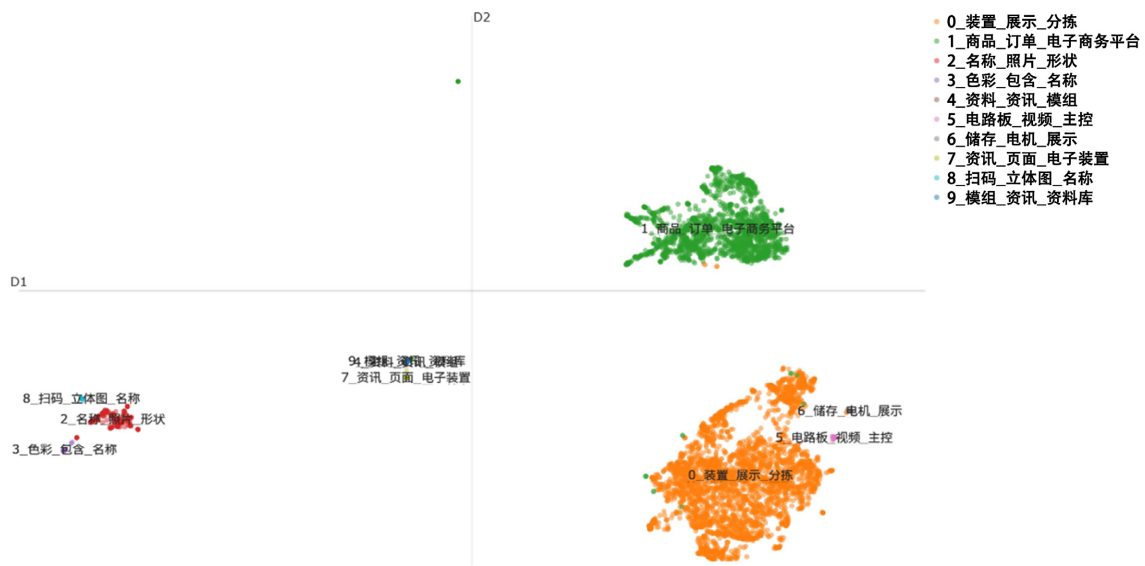 D2
0_装置_展示_分拣
1_商品_订单_电子商务平台
2_名称_照片_形状
3_色彩_包含_名称
4_资料_资讯_模组
5_电路板_视频_主控
6_储存_电机_展示
7_资讯_页面_电子装置
8_扫码_立体图_名称
9_模组_资讯_资料库
1_商品_订单_电子商务平台
D1
7_资讯_页面_电子装置
8_扫码_立体图_名称
2_名称_照片_形状
3_色彩_包含_名称
6_储存_电机_展示
5_电路板_视频_主控
0_装置_展示_分拣